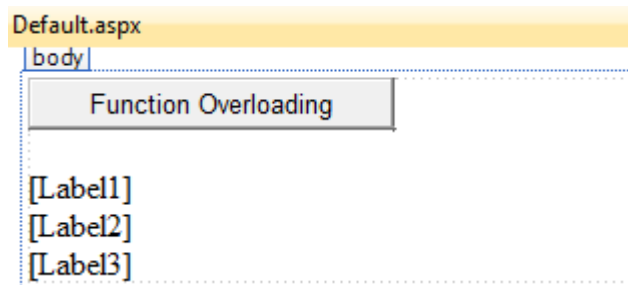 Default.aspx
body
Function Overloading
[Label1]
[Label2]
[Label3]